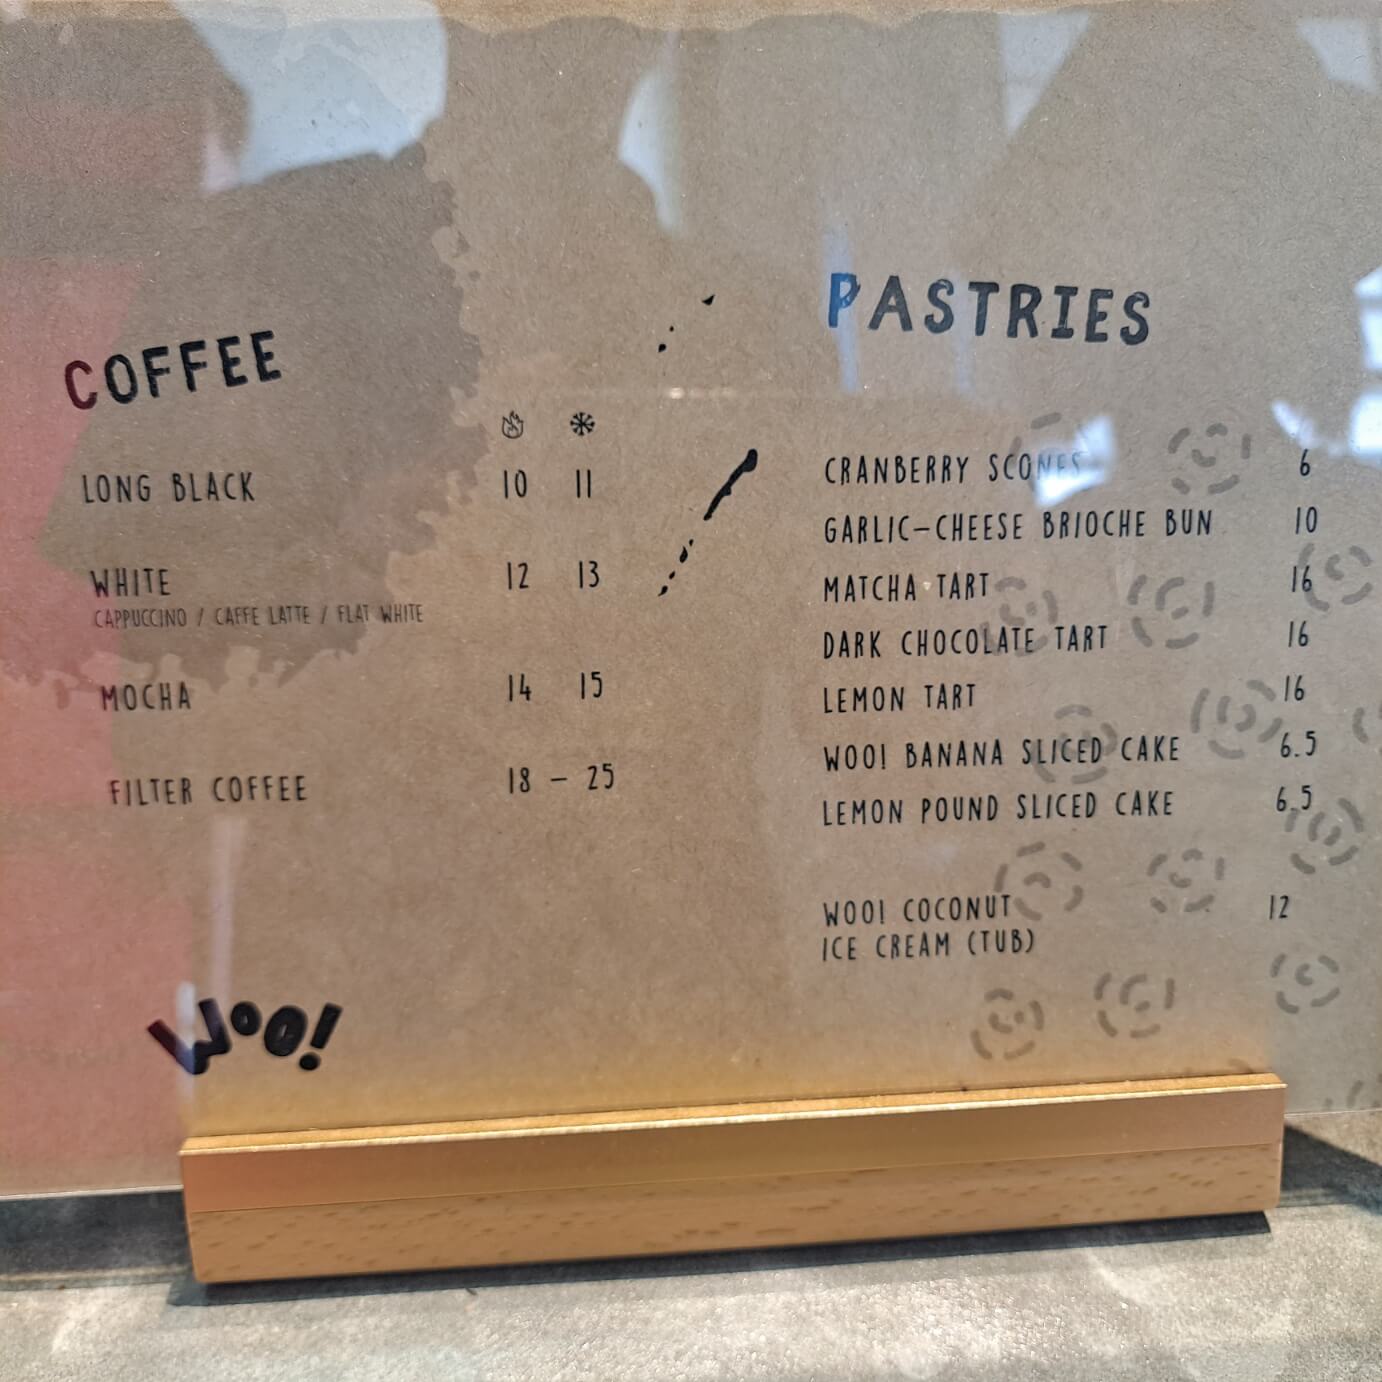 COFFEE
LONG BLACK 10 11
WHITE 12 13
CAPPUCCINO / CAFFE LATTE / FLAT WHITE
MOCHA 14 15
FILTER COFFEE 18 – 25
WOO!
PASTRIES
CRANBERRY SCONES 6
GARLIC-CHEESE BRIOCHE BUN 10
MATCHA TART 16
DARK CHOCOLATE TART 16
LEMON TART 16
WOO! BANANA SLICED CAKE 6.5
LEMON POUND SLICED CAKE 6.5
WOO! COCONUT 12
ICE CREAM (TUB)